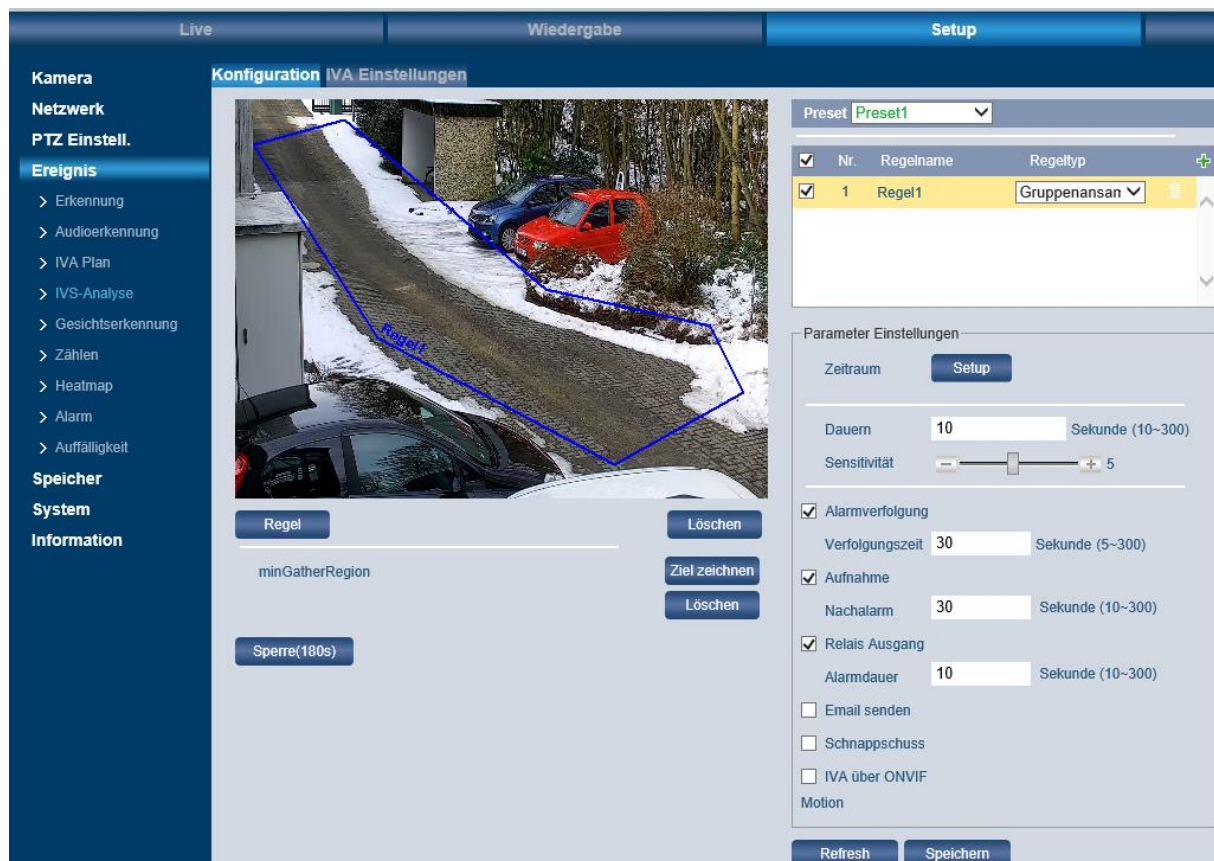 Live Wiedergabe Setup
Kamera
Netzwerk
PTZ Einstell.
Ereignis
> Erkennung
> Audioerkennung
> IVA Plan
> IVS-Analyse
> Gesichtserkennung
> Zählen
> Heatmap
> Alarm
> Auffälligkeit
Speicher
System
Information
Konfiguration IVA Einstellungen
Regel1
Regel Löschen
minGatherRegion Ziel zeichnen
Löschen
Sperre(180s)
Preset Preset1
Nr. Regelname Regeltyp
1 Regel1 Gruppenansan
Parameter Einstellungen
Zeitraum Setup
Dauern 10 Sekunde (10~300)
Sensitivität 5
Alarmverfolgung
Verfolgungszeit 30 Sekunde (5~300)
Aufnahme
Nachalarm 30 Sekunde (10~300)
Relais Ausgang
Alarmdauer 10 Sekunde (10~300)
Email senden
Schnappschuss
IVA über ONVIF
Motion
Refresh Speichern